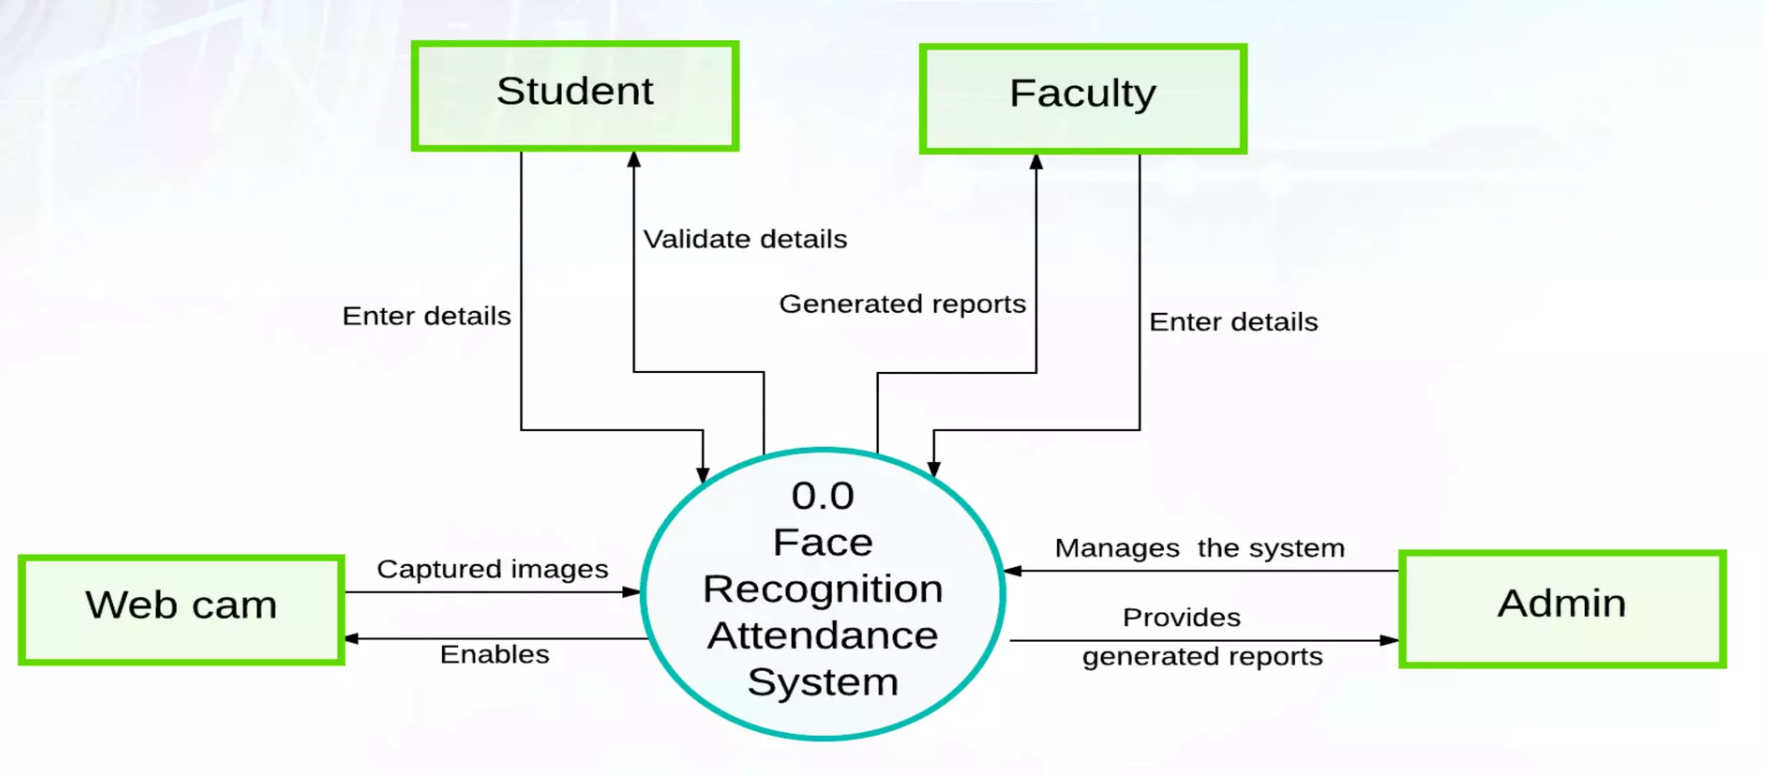 Student
Faculty
Validate details
Generated reports
Enter details
Enter details
0.0
Face
Recognition
Attendance
System
Web cam
Captured images
Enables
Manages the system
Provides
generated reports
Admin